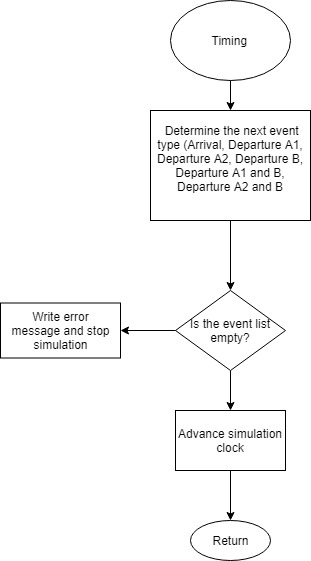 Timing
Determine the next event
type (Arrival, Departure A1,
Departure A2, Departure B,
Departure A1 and B,
Departure A2 and B
Is the event list
empty?
Write error
message and stop
simulation
Advance simulation
clock
Return